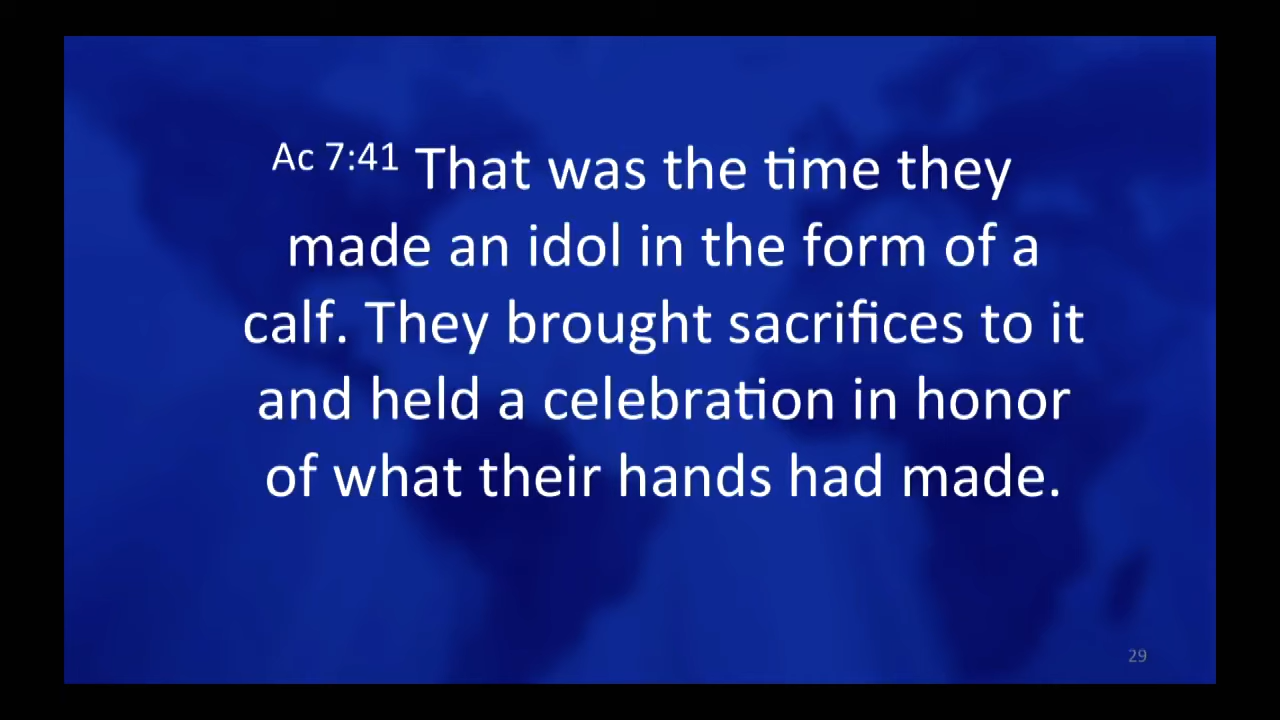 Ac 7:41 That was the time they
made an idol in the form of a
calf. They brought sacrifices to it
and held a celebration in honor
of what their hands had made.
29